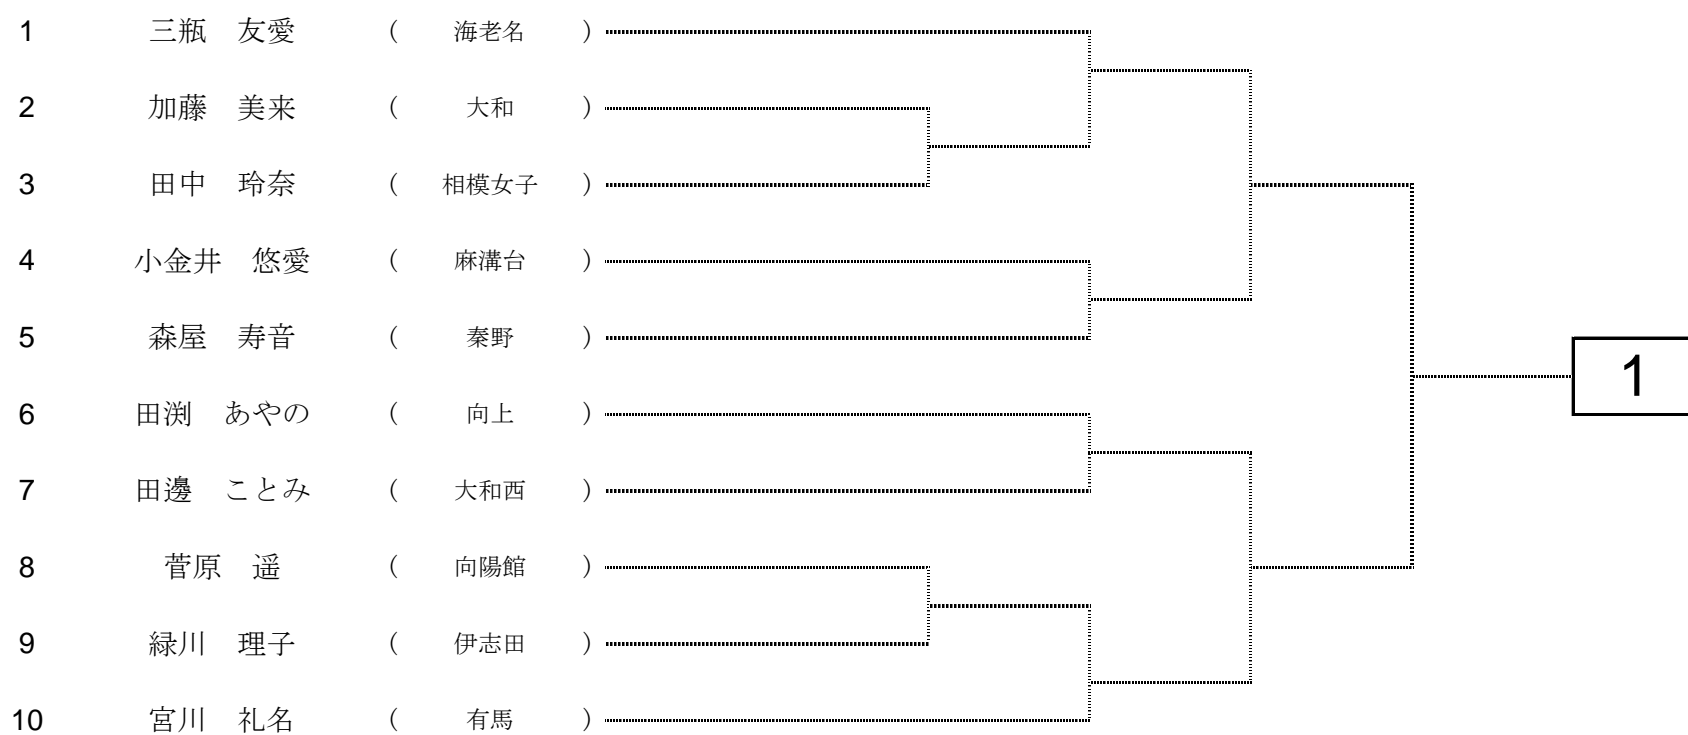 1 三瓶 友愛 ( 海老名 )
2 加藤 美来 ( 大和 )
3 田中 玲奈 ( 相模女子 )
4 小金井 悠愛 ( 麻溝台 )
5 森屋 寿音 ( 秦野 )
1
6 田渕 あやの ( 向上 )
7 田邊 ことみ ( 大和西 )
8 菅原 遥 ( 向陽館 )
9 緑川 理子 ( 伊志田 )
10 宮川 礼名 ( 有馬 )